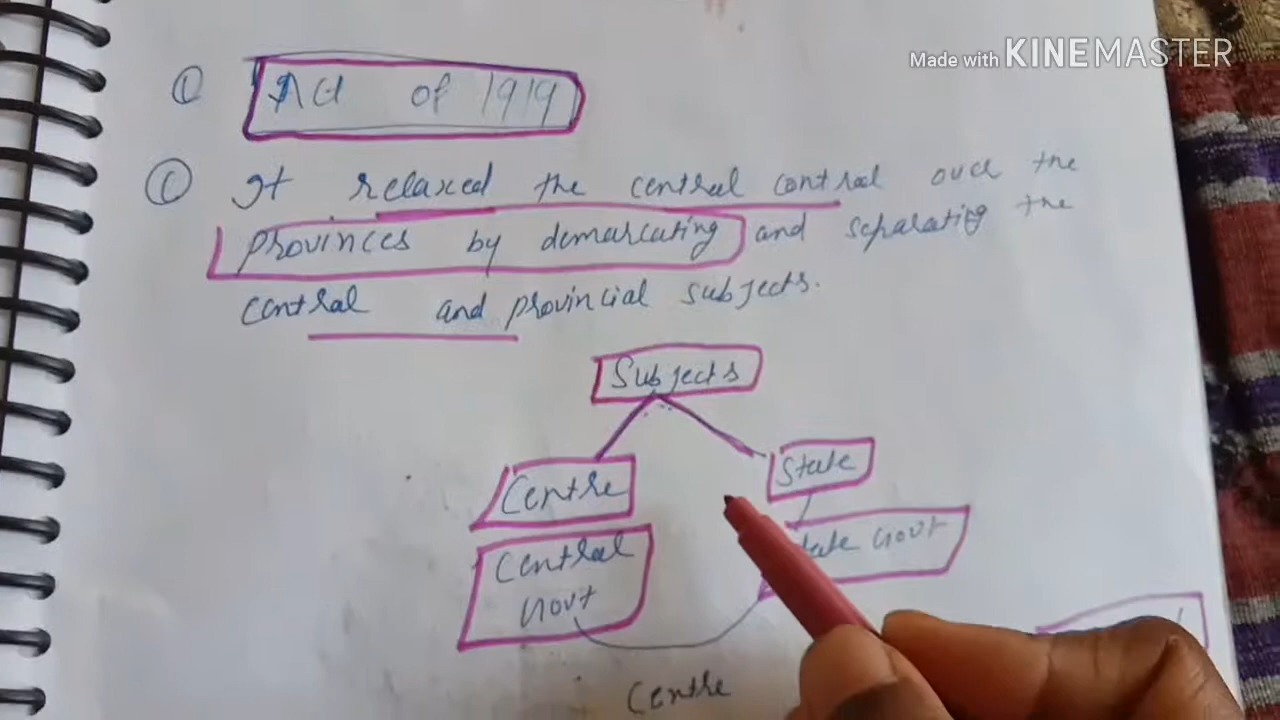 Made with KINEMASTER
① Act of 1919
① It relaxed the central control over the
provinces by demarcating and separating the
central and provincial subjects.
Subjects
Centre
State
Central
Govt
Govt
Centre